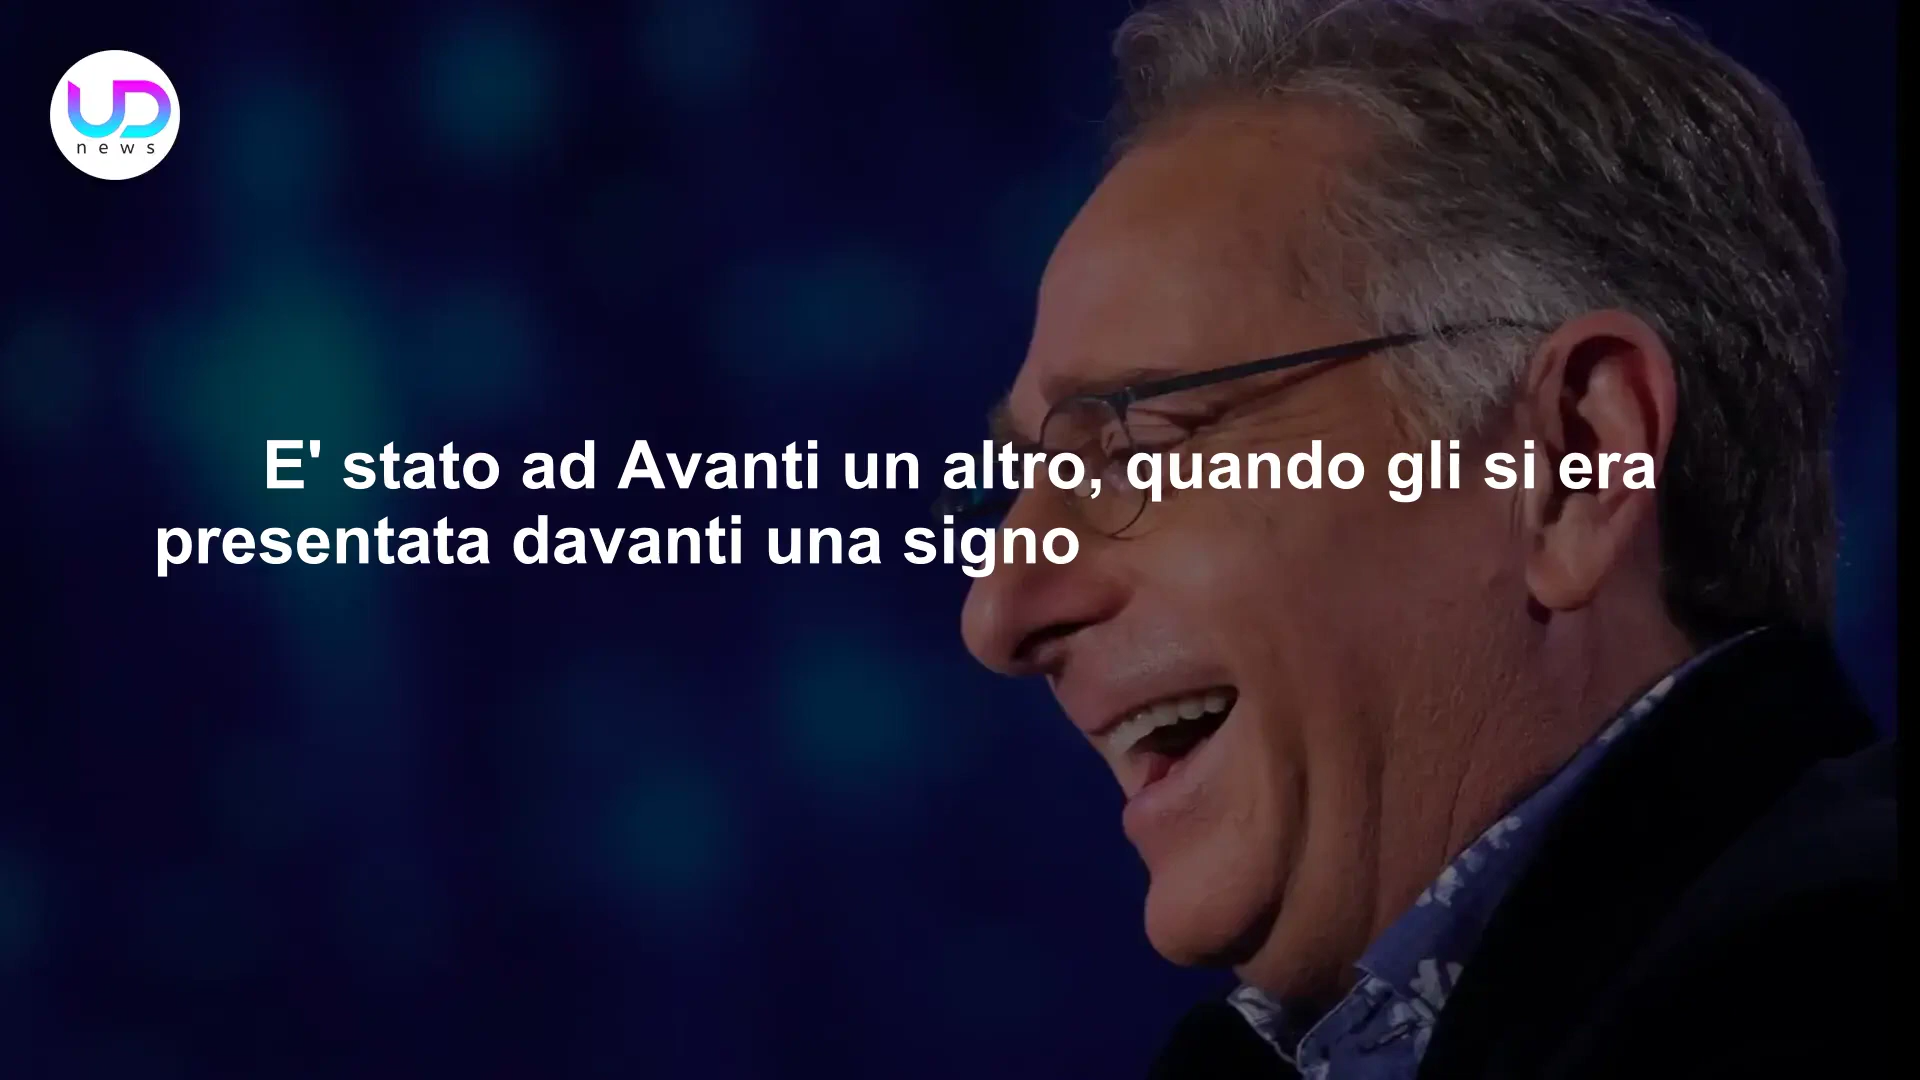 UD
news
E' stato ad Avanti un altro, quando gli si era
presentata davanti una signo